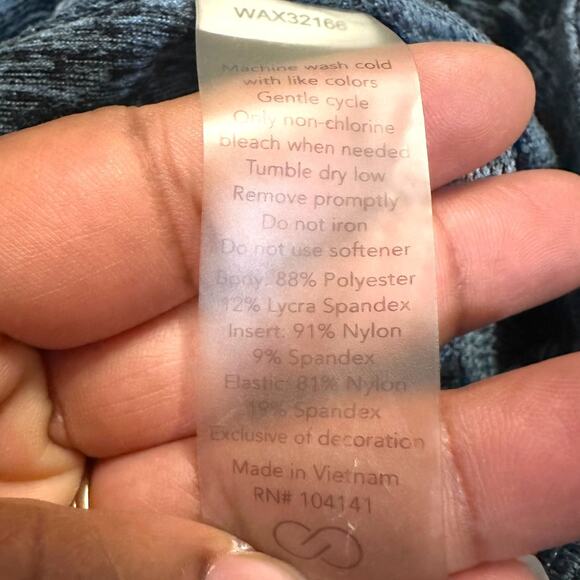 WAX32166
Machine wash cold
with like colors
Gentle cycle
Only non-chlorine
bleach when needed
Tumble dry low
Remove promptly
Do not iron
Do not use softener
Body: 88% Polyester
12% Lycra Spandex
Insert: 91% Nylon
9% Spandex
Elastic: 81% Nylon
19% Spandex
Exclusive of decoration
Made in Vietnam
RN# 104141